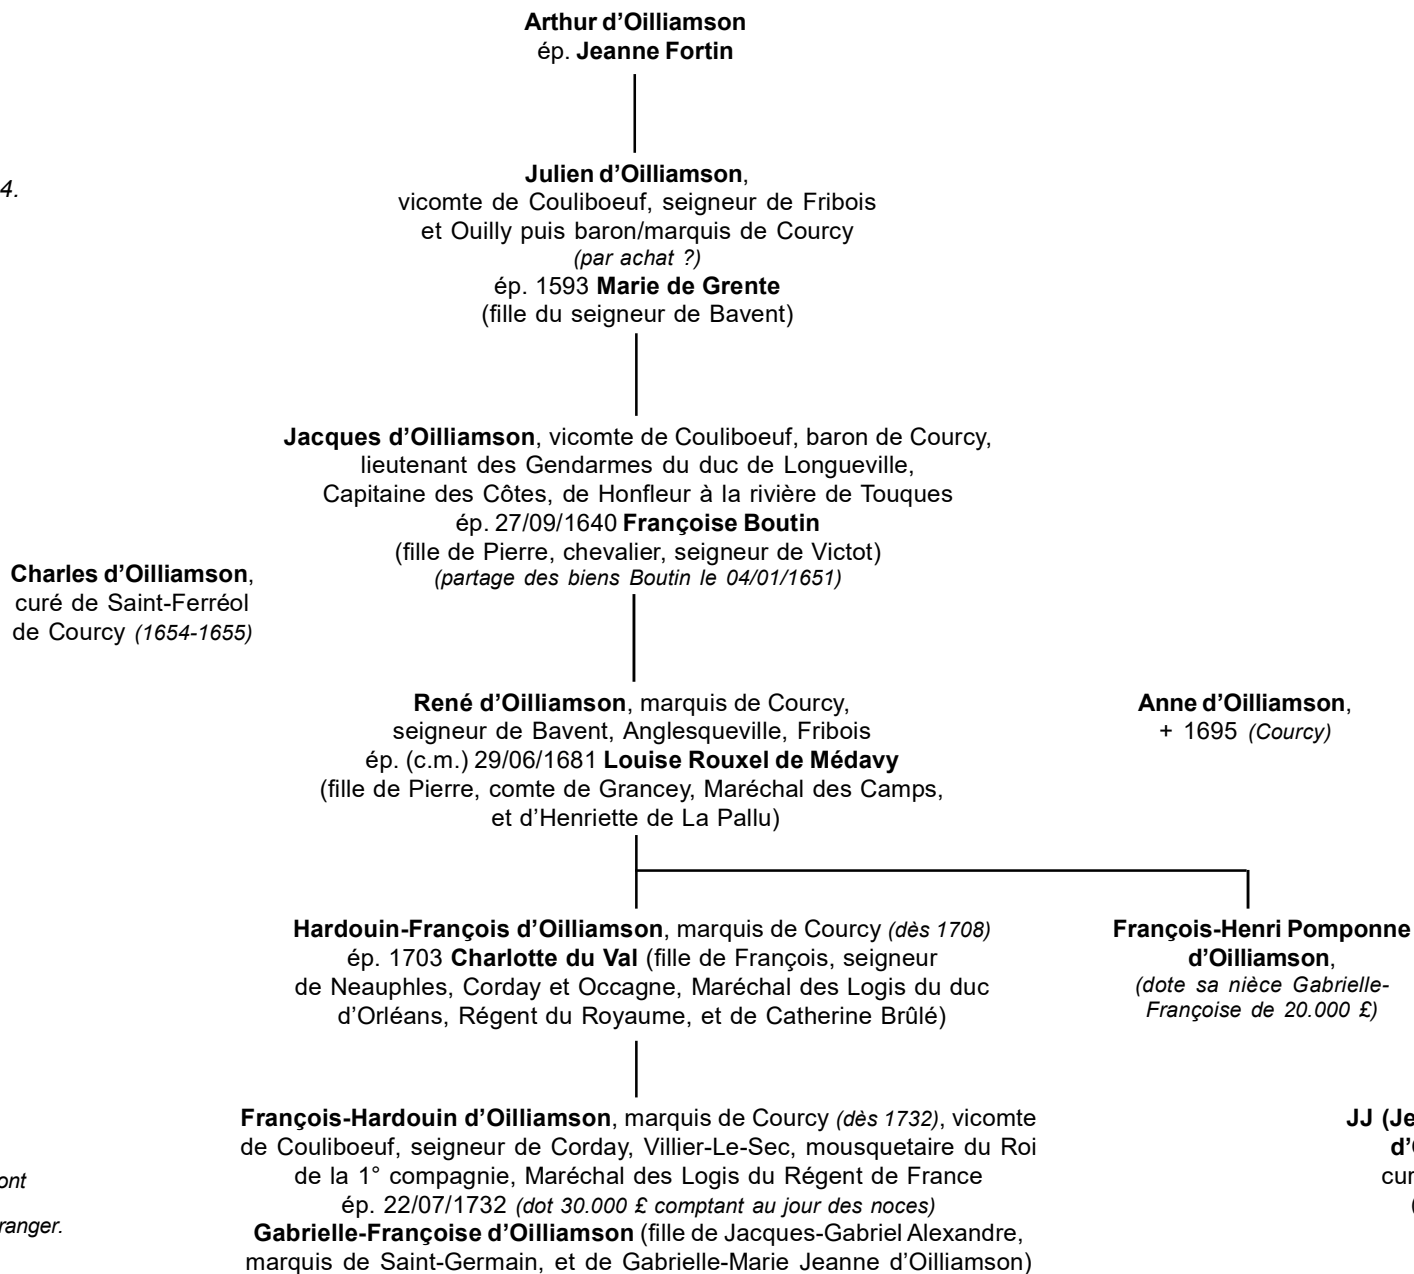 Arthur d’Oilliamson
ép. Jeanne Fortin
4.
Julien d’Oilliamson,
vicomte de Couliboeuf, seigneur de Fribois
et Ouilly puis baron/marquis de Courcy
(par achat ?)
ép. 1593 Marie de Grente
(fille du seigneur de Bavent)
Jacques d’Oilliamson, vicomte de Couliboeuf, baron de Courcy,
lieutenant des Gendarmes du duc de Longueville,
Capitaine des Côtes, de Honfleur à la rivière de Touques
ép. 27/09/1640 Françoise Boutin
(fille de Pierre, chevalier, seigneur de Victot)
(partage des biens Boutin le 04/01/1651)
Charles d’Oilliamson,
curé de Saint-Ferréol
de Courcy (1654-1655)
René d’Oilliamson, marquis de Courcy,
seigneur de Bavent, Anglesqueville, Fribois
ép. (c.m.) 29/06/1681 Louise Rouxel de Médavy
(fille de Pierre, comte de Grancey, Maréchal des Camps,
et d’Henriette de La Pallu)
Anne d’Oilliamson,
+ 1695 (Courcy)
Hardouin-François d’Oilliamson, marquis de Courcy (dès 1708)
ép. 1703 Charlotte du Val (fille de François, seigneur
de Neauphles, Corday et Occagne, Maréchal des Logis du duc
d’Orléans, Régent du Royaume, et de Catherine Brûlé)
François-Henri Pomponne
d’Oilliamson,
(dote sa nièce Gabrielle-
Françoise de 20.000 £)
François-Hardouin d’Oilliamson, marquis de Courcy (dès 1732), vicomte
de Couliboeuf, seigneur de Corday, Villier-Le-Sec, mousquetaire du Roi
de la 1° compagnie, Maréchal des Logis du Régent de France
ép. 22/07/1732 (dot 30.000 £ comptant au jour des noces)
Gabrielle-Françoise d’Oilliamson (fille de Jacques-Gabriel Alexandre,
marquis de Saint-Germain, et de Gabrielle-Marie Jeanne d’Oilliamson)
JJ (Je
d’
cur
(
ont
ranger.